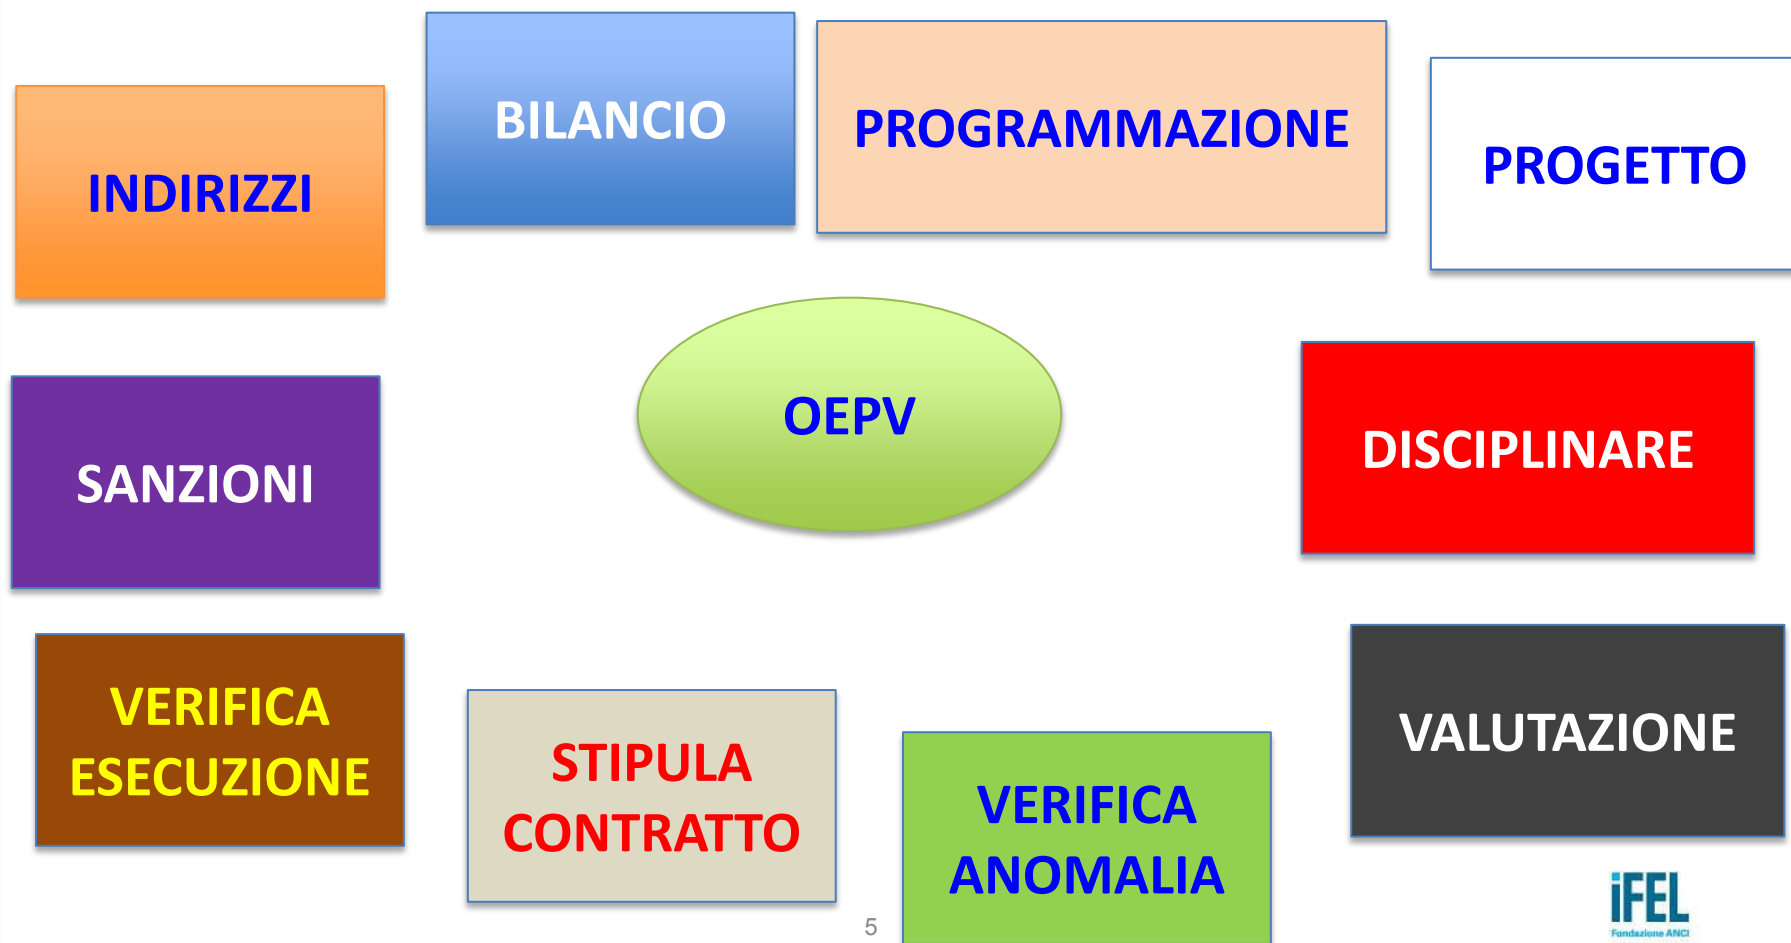 INDIRIZZI
BILANCIO
PROGRAMMAZIONE
PROGETTO
OEPV
SANZIONI
DISCIPLINARE
VERIFICA
ESECUZIONE
STIPULA
CONTRATTO
VERIFICA
ANOMALIA
VALUTAZIONE
5
iFEL
Fondazione ANCI